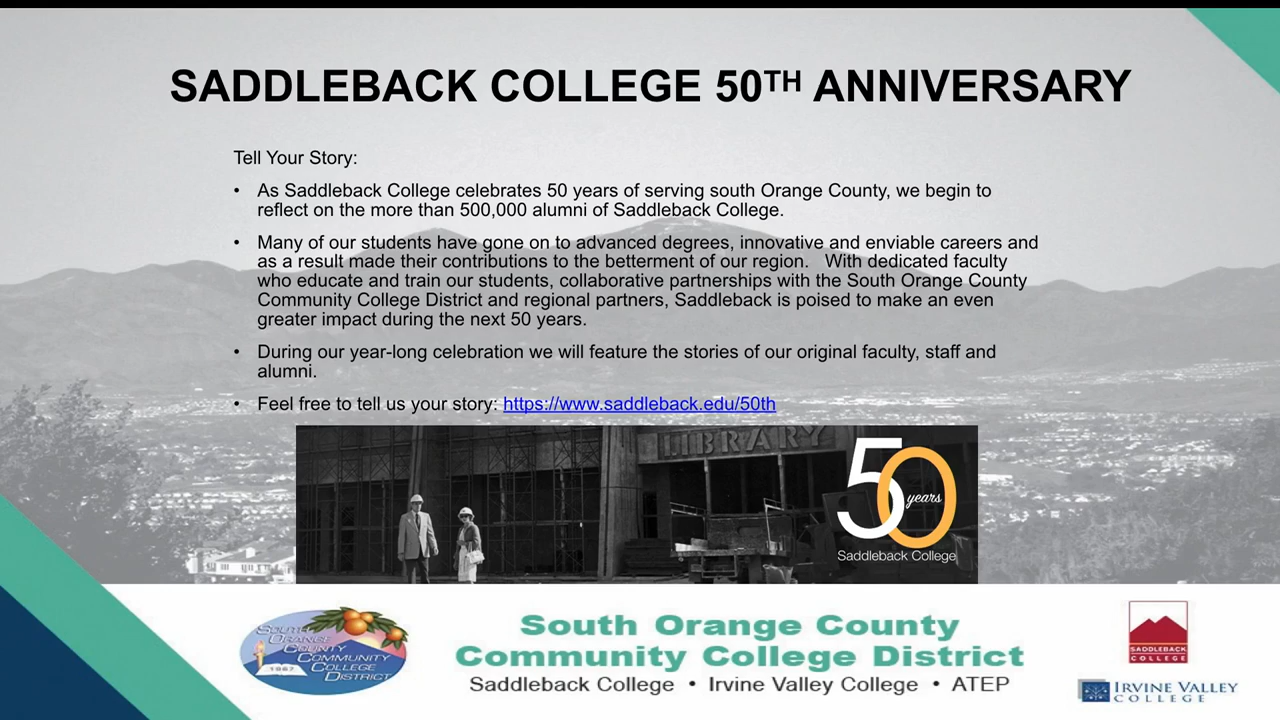 SADDLEBACK COLLEGE 50TH ANNIVERSARY
Tell Your Story:
• As Saddleback College celebrates 50 years of serving south Orange County, we begin to
reflect on the more than 500,000 alumni of Saddleback College.
• Many of our students have gone on to advanced degrees, innovative and enviable careers and
as a result made their contributions to the betterment of our region. With dedicated faculty
who educate and train our students, collaborative partnerships with the South Orange County
Community College District and regional partners, Saddleback is poised to make an even
greater impact during the next 50 years.
• During our year-long celebration we will feature the stories of our original faculty, staff and
alumni.
• Feel free to tell us your story: https://www.saddleback.edu/50th
LIBRARY
50
years
Saddleback College
SOUTH
ORANGE
COUNTY
COMMUNITY
COLLEGE
DISTRICT
1967
South Orange County
Community College District
Saddleback College • Irvine Valley College • ATEP
SADDLEBACK
COLLEGE
IRVINE VALLEY
COLLEGE